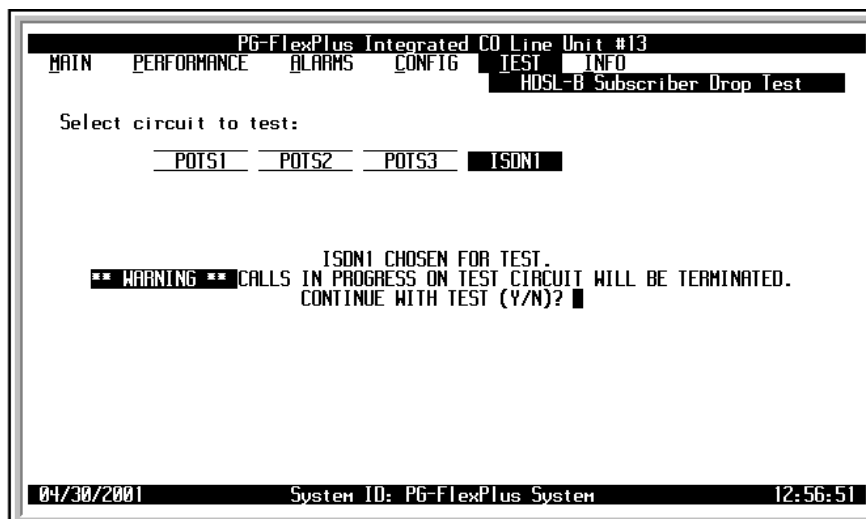 PG-FlexPlus Integrated CO Line Unit #13
MAIN PERFORMANCE ALARMS CONFIG TEST INFO
HDSL-B Subscriber Drop Test
Select circuit to test:
POTS1 POTS2 POTS3 ISDN1
ISDN1 CHOSEN FOR TEST.
** WARNING ** CALLS IN PROGRESS ON TEST CIRCUIT WILL BE TERMINATED.
CONTINUE WITH TEST (Y/N)?
04/30/2001 System ID: PG-FlexPlus System 12:56:51